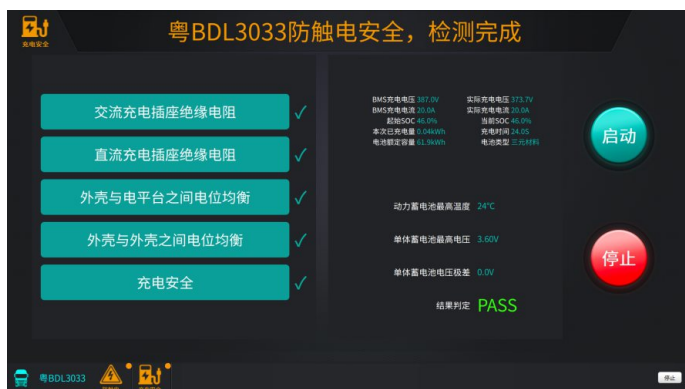 充电安全
粤BDL3033防触电安全，检测完成
交流充电插座绝缘电阻
直流充电插座绝缘电阻
外壳与电平台之间电位均衡
外壳与外壳之间电位均衡
充电安全
BMS充电电压 387.0V 实际充电电压 373.7V
BMS充电电流 20.0A 实际充电电流 20.0A
起始SOC 46.0% 当前SOC 46.0%
本次已充电量 0.04kWh 充电时间 24.0S
电池额定容量 61.9kWh 电池类型 三元材料
动力蓄电池最高温度 24℃
单体蓄电池最高电压 3.60V
单体蓄电池电压极差 0.0V
结果判定 PASS
启动
停止
粤BDL3033
停止